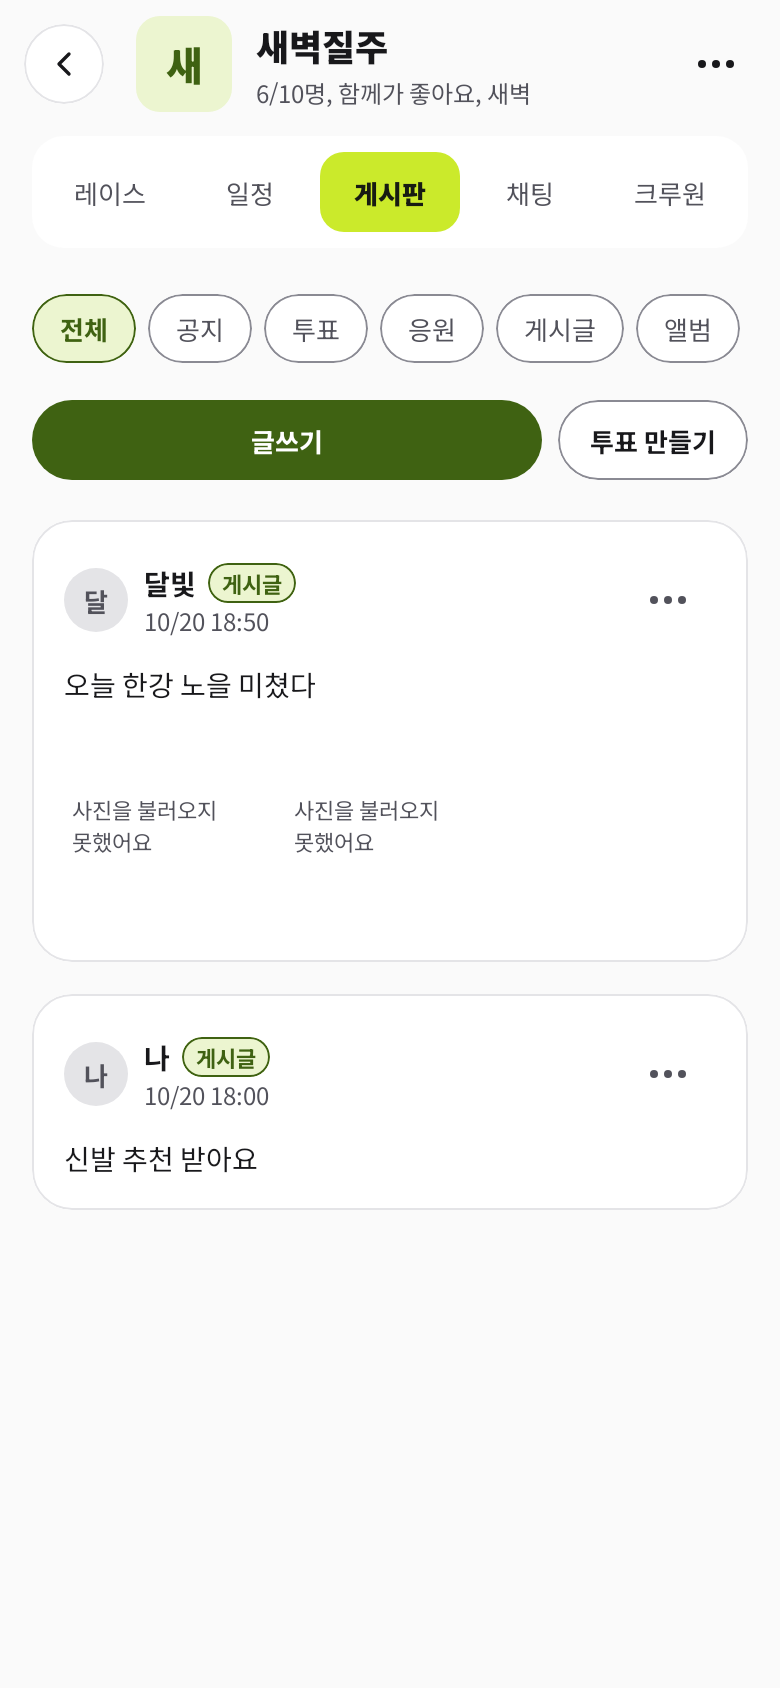 새
새벽질주
6/10명, 함께가 좋아요, 새벽
레이스 일정 게시판 채팅 크루원
전체 공지 투표 응원 게시글 앨범
글쓰기 투표 만들기
달
달빛 게시글
10/20 18:50
오늘 한강 노을 미쳤다
사진을 불러오지 사진을 불러오지
못했어요 못했어요
나
나 게시글
10/20 18:00
신발 추천 받아요